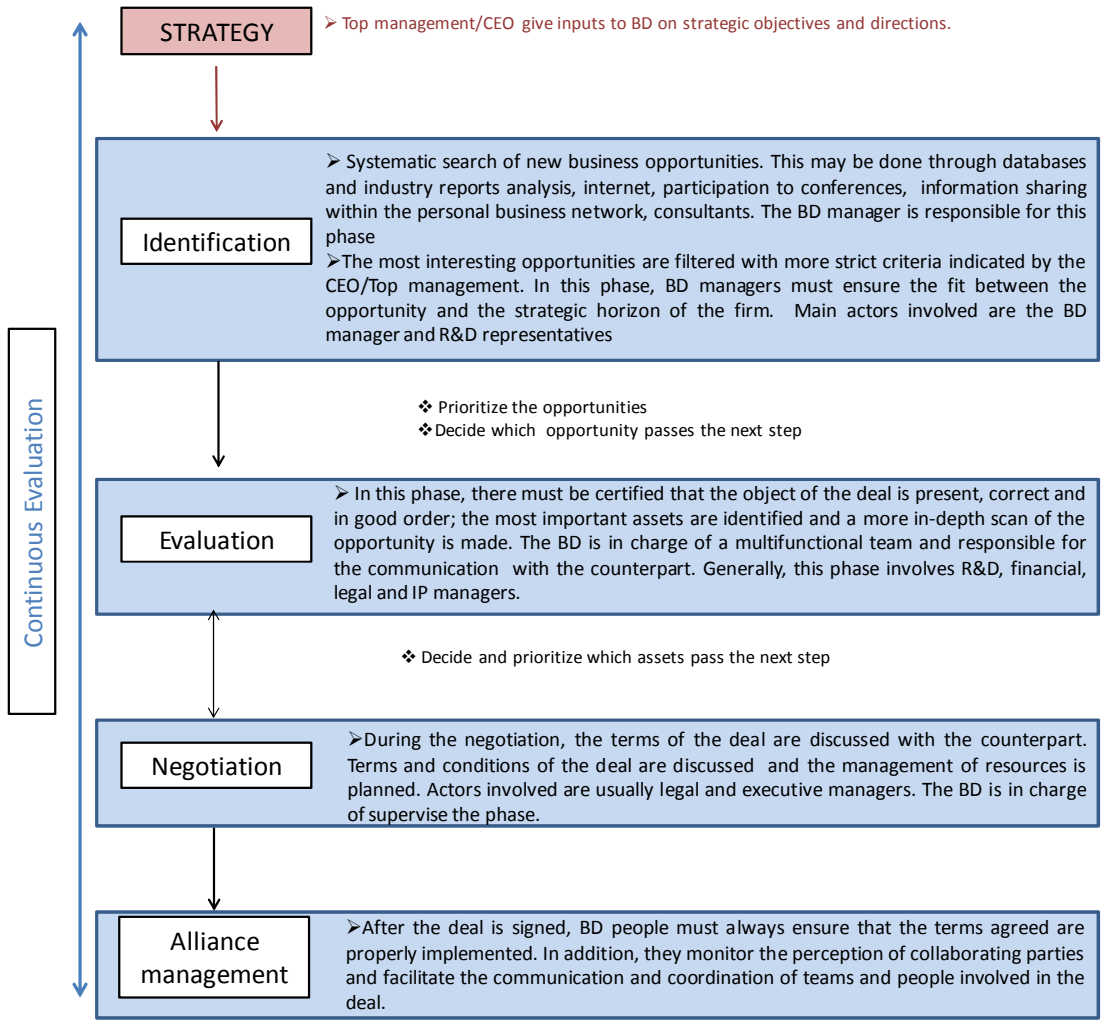 STRATEGY
➢ Top management/CEO give inputs to BD on strategic objectives and directions.
Continuous Evaluation
Identification
➢ Systematic search of new business opportunities. This may be done through databases
and industry reports analysis, internet, participation to conferences, information sharing
within the personal business network, consultants. The BD manager is responsible for this
phase
➢The most interesting opportunities are filtered with more strict criteria indicated by the
CEO/Top management. In this phase, BD managers must ensure the fit between the
opportunity and the strategic horizon of the firm. Main actors involved are the BD
manager and R&D representatives
❖ Prioritize the opportunities
❖Decide which opportunity passes the next step
Evaluation
➢ In this phase, there must be certified that the object of the deal is present, correct and
in good order; the most important assets are identified and a more in-depth scan of the
opportunity is made. The BD is in charge of a multifunctional team and responsible for
the communication with the counterpart. Generally, this phase involves R&D, financial,
legal and IP managers.
❖ Decide and prioritize which assets pass the next step
Negotiation
➢During the negotiation, the terms of the deal are discussed with the counterpart.
Terms and conditions of the deal are discussed and the management of resources is
planned. Actors involved are usually legal and executive managers. The BD is in charge
of supervise the phase.
Alliance
management
➢After the deal is signed, BD people must always ensure that the terms agreed are
properly implemented. In addition, they monitor the perception of collaborating parties
and facilitate the communication and coordination of teams and people involved in the
deal.